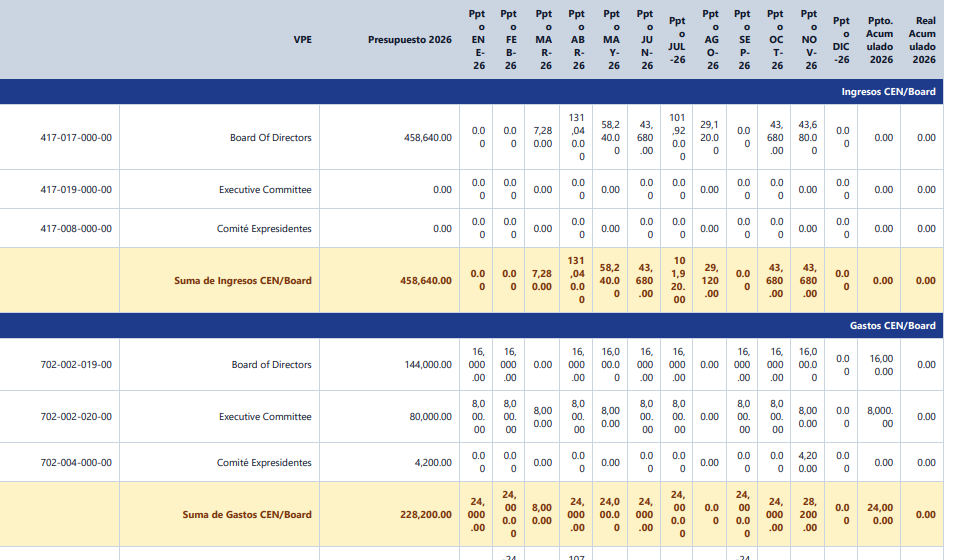 VPE Presupuesto 2026 Ppto ENE-26 Ppto FEB-26 Ppto MAR-26 Ppto ABR-26 Ppto MAY-26 Ppto JUN-26 Ppto JUL-26 Ppto AGO-26 Ppto SEP-26 Ppto OCT-26 Ppto NOV-26 Ppto DIC-26 Ppto. Acumulado 2026 Real Acumulado 2026
Ingresos CEN/Board
417-017-000-00 Board Of Directors 458,640.00 0.00 0.00 7,280.00 131,040.00 58,240.00 43,680.00 101,920.00 29,120.00 0.00 43,680.00 43,680.00 0.00 0.00 0.00
417-019-000-00 Executive Committee 0.00 0.00 0.00 0.00 0.00 0.00 0.00 0.00 0.00 0.00 0.00 0.00 0.00 0.00 0.00
417-008-000-00 Comité Expresidentes 0.00 0.00 0.00 0.00 0.00 0.00 0.00 0.00 0.00 0.00 0.00 0.00 0.00 0.00 0.00
Suma de Ingresos CEN/Board 458,640.00 0.00 0.00 7,280.00 131,040.00 58,240.00 43,680.00 101,920.00 29,120.00 0.00 43,680.00 43,680.00 0.00 0.00 0.00
Gastos CEN/Board
702-002-019-00 Board of Directors 144,000.00 16,000.00 16,000.00 0.00 16,000.00 16,000.00 16,000.00 16,000.00 0.00 16,000.00 16,000.00 16,000.00 0.00 16,000.00 0.00
702-002-020-00 Executive Committee 80,000.00 8,000.00 8,000.00 8,000.00 8,000.00 8,000.00 8,000.00 8,000.00 0.00 8,000.00 8,000.00 8,000.00 0.00 8,000.00 0.00
702-004-000-00 Comité Expresidentes 4,200.00 0.00 0.00 0.00 0.00 0.00 0.00 0.00 0.00 0.00 0.00 4,200.00 0.00 0.00 0.00
Suma de Gastos CEN/Board 228,200.00 24,000.00 24,000.00 8,000.00 24,000.00 24,000.00 24,000.00 24,000.00 0.00 24,000.00 24,000.00 28,200.00 0.00 24,000.00 0.00
-24 107 -24